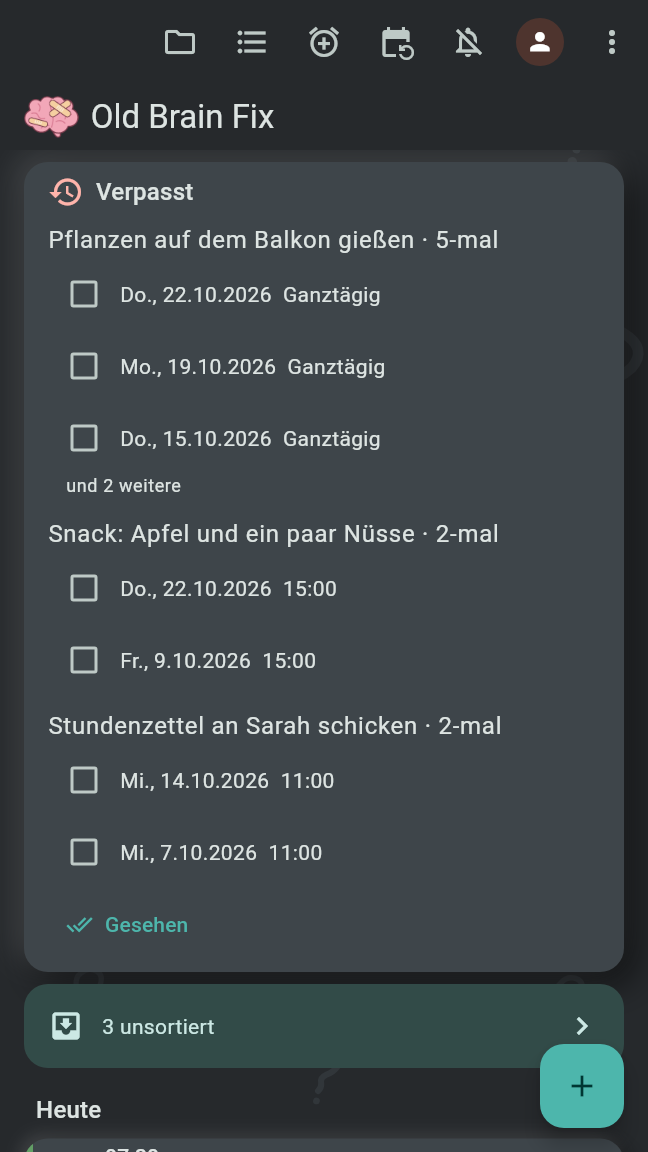 Old Brain Fix
Verpasst
Pflanzen auf dem Balkon gießen · 5-mal
Do., 22.10.2026 Ganztägig
Mo., 19.10.2026 Ganztägig
Do., 15.10.2026 Ganztägig
und 2 weitere
Snack: Apfel und ein paar Nüsse · 2-mal
Do., 22.10.2026 15:00
Fr., 9.10.2026 15:00
Stundenzettel an Sarah schicken · 2-mal
Mi., 14.10.2026 11:00
Mi., 7.10.2026 11:00
Gesehen
3 unsortiert
Heute